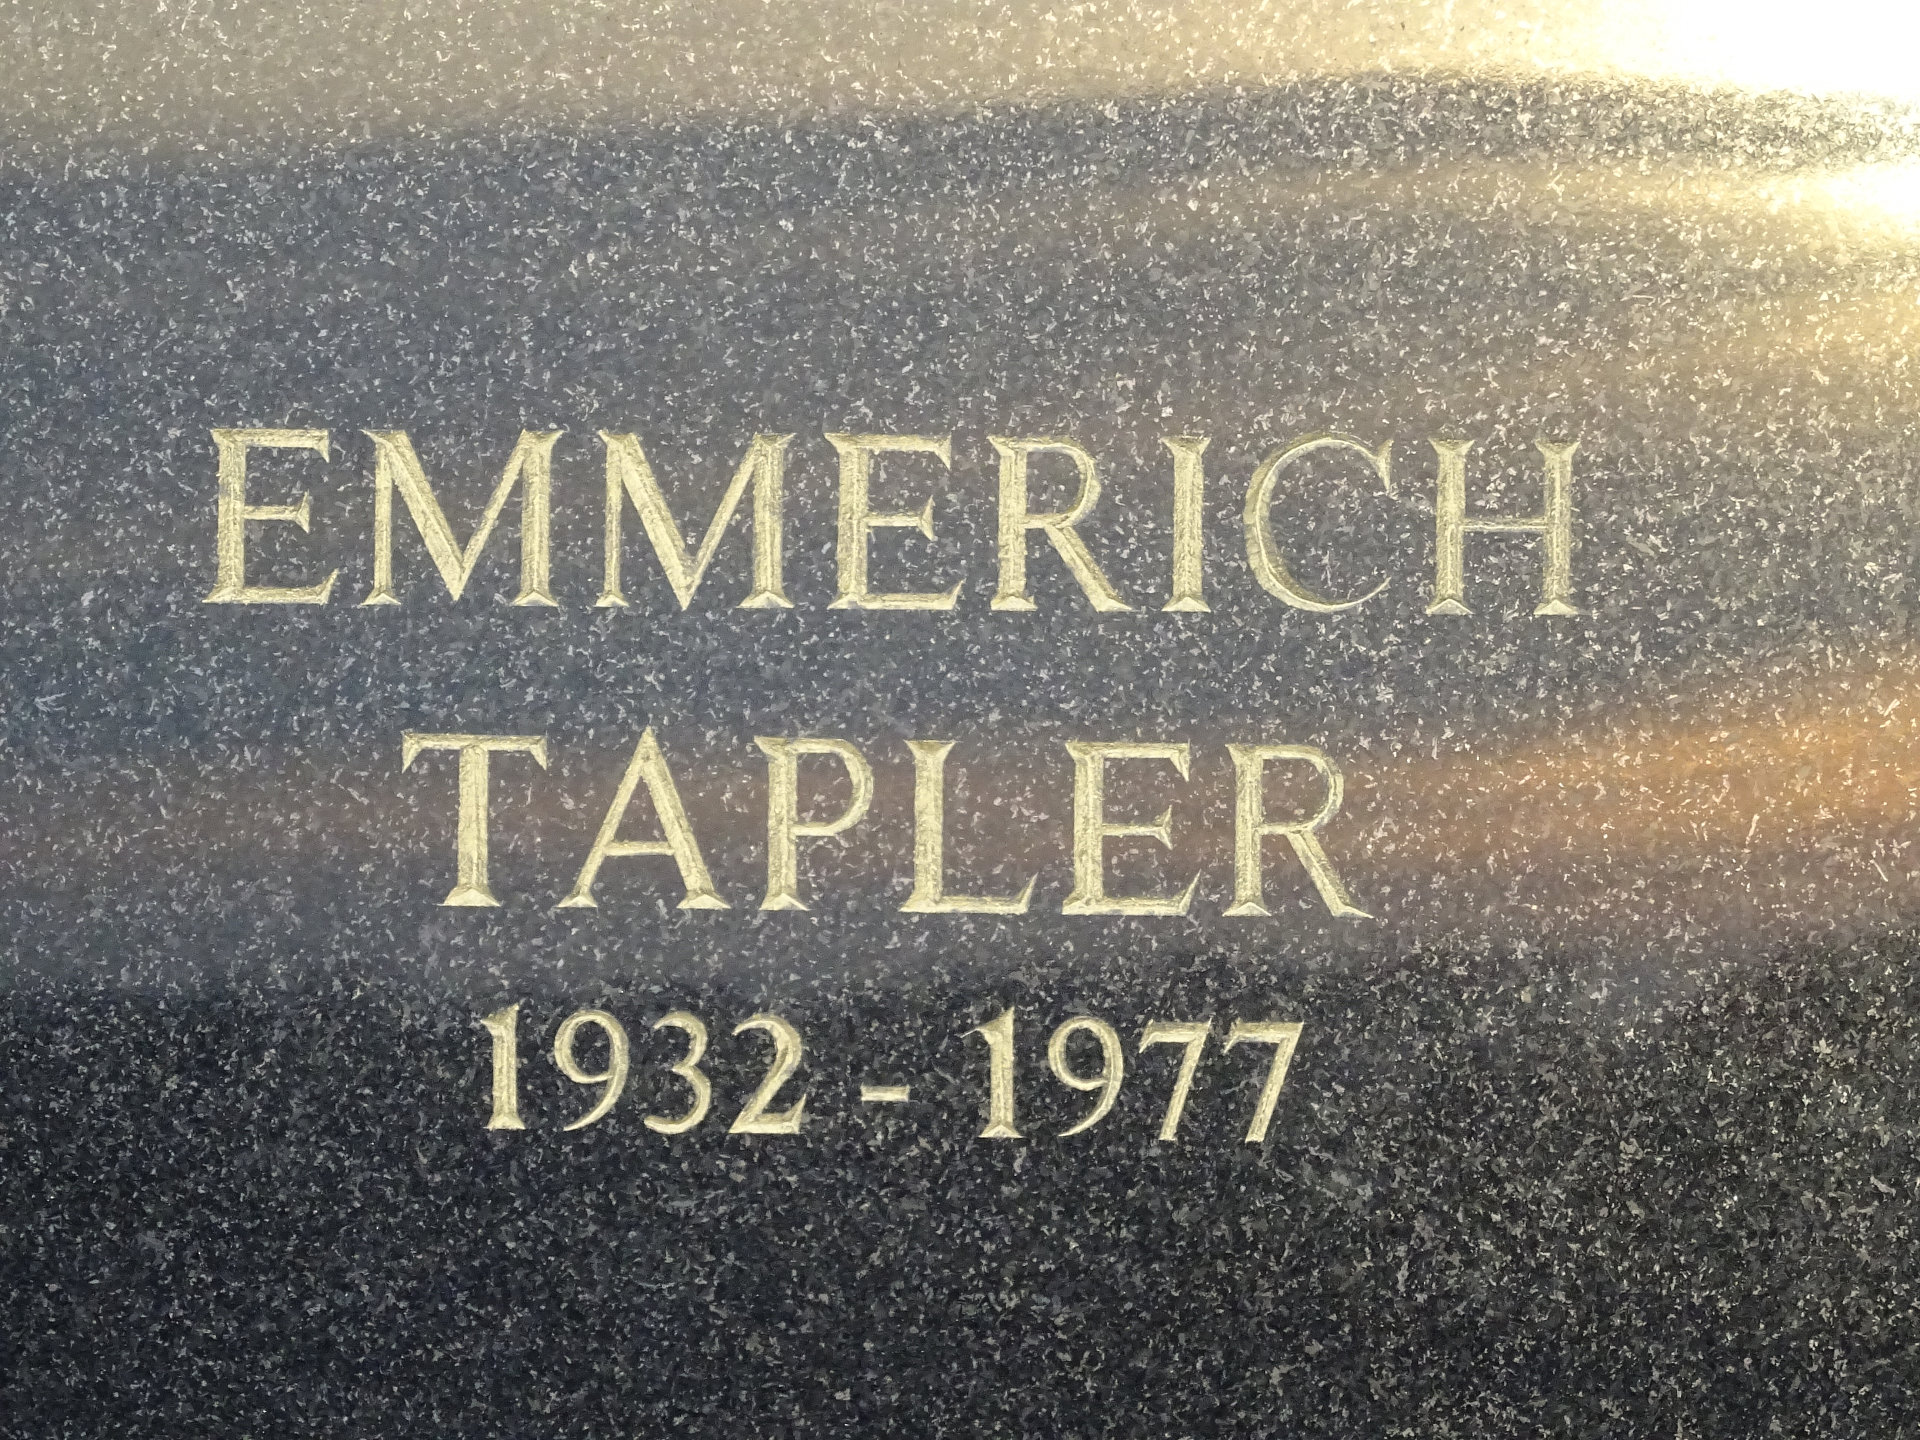 EMMERICH
TAPLER
1932 - 1977